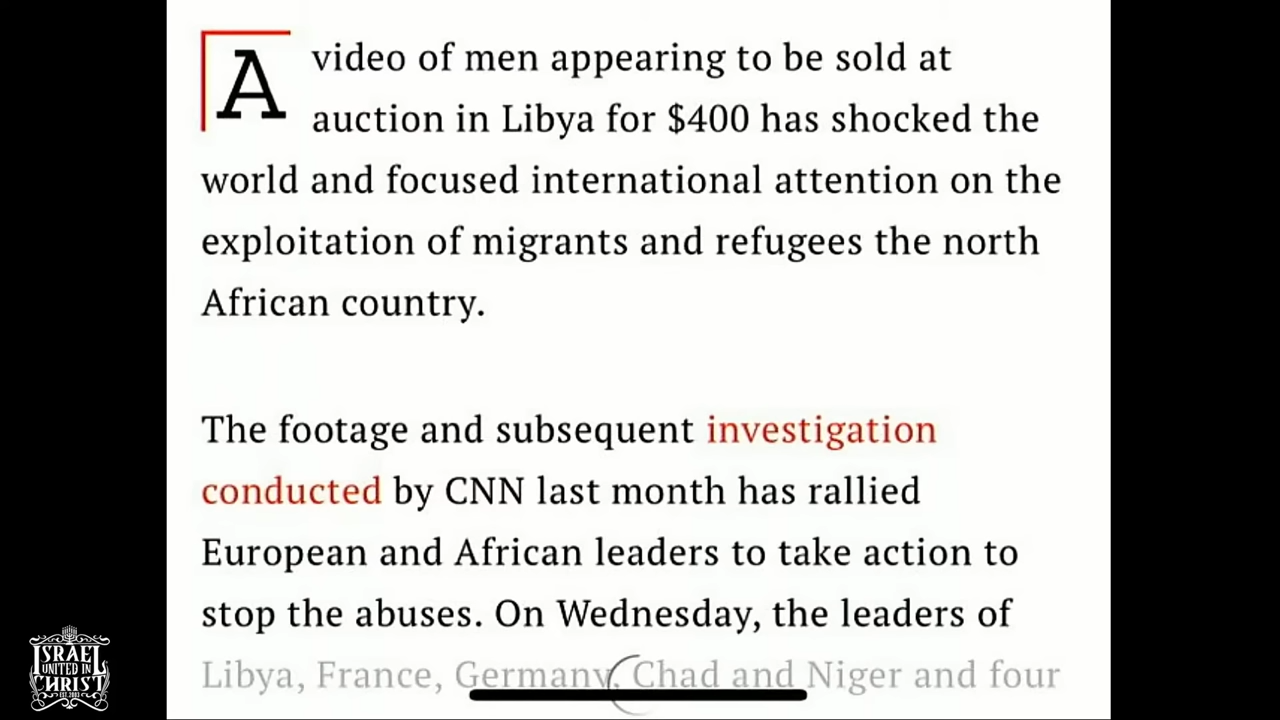 A video of men appearing to be sold at
auction in Libya for $400 has shocked the
world and focused international attention on the
exploitation of migrants and refugees the north
African country.
The footage and subsequent investigation
conducted by CNN last month has rallied
European and African leaders to take action to
stop the abuses. On Wednesday, the leaders of
Libya, France, Germany, Chad and Niger and four
ISRAEL
UNITED IN
CHRIST
EST. 2003